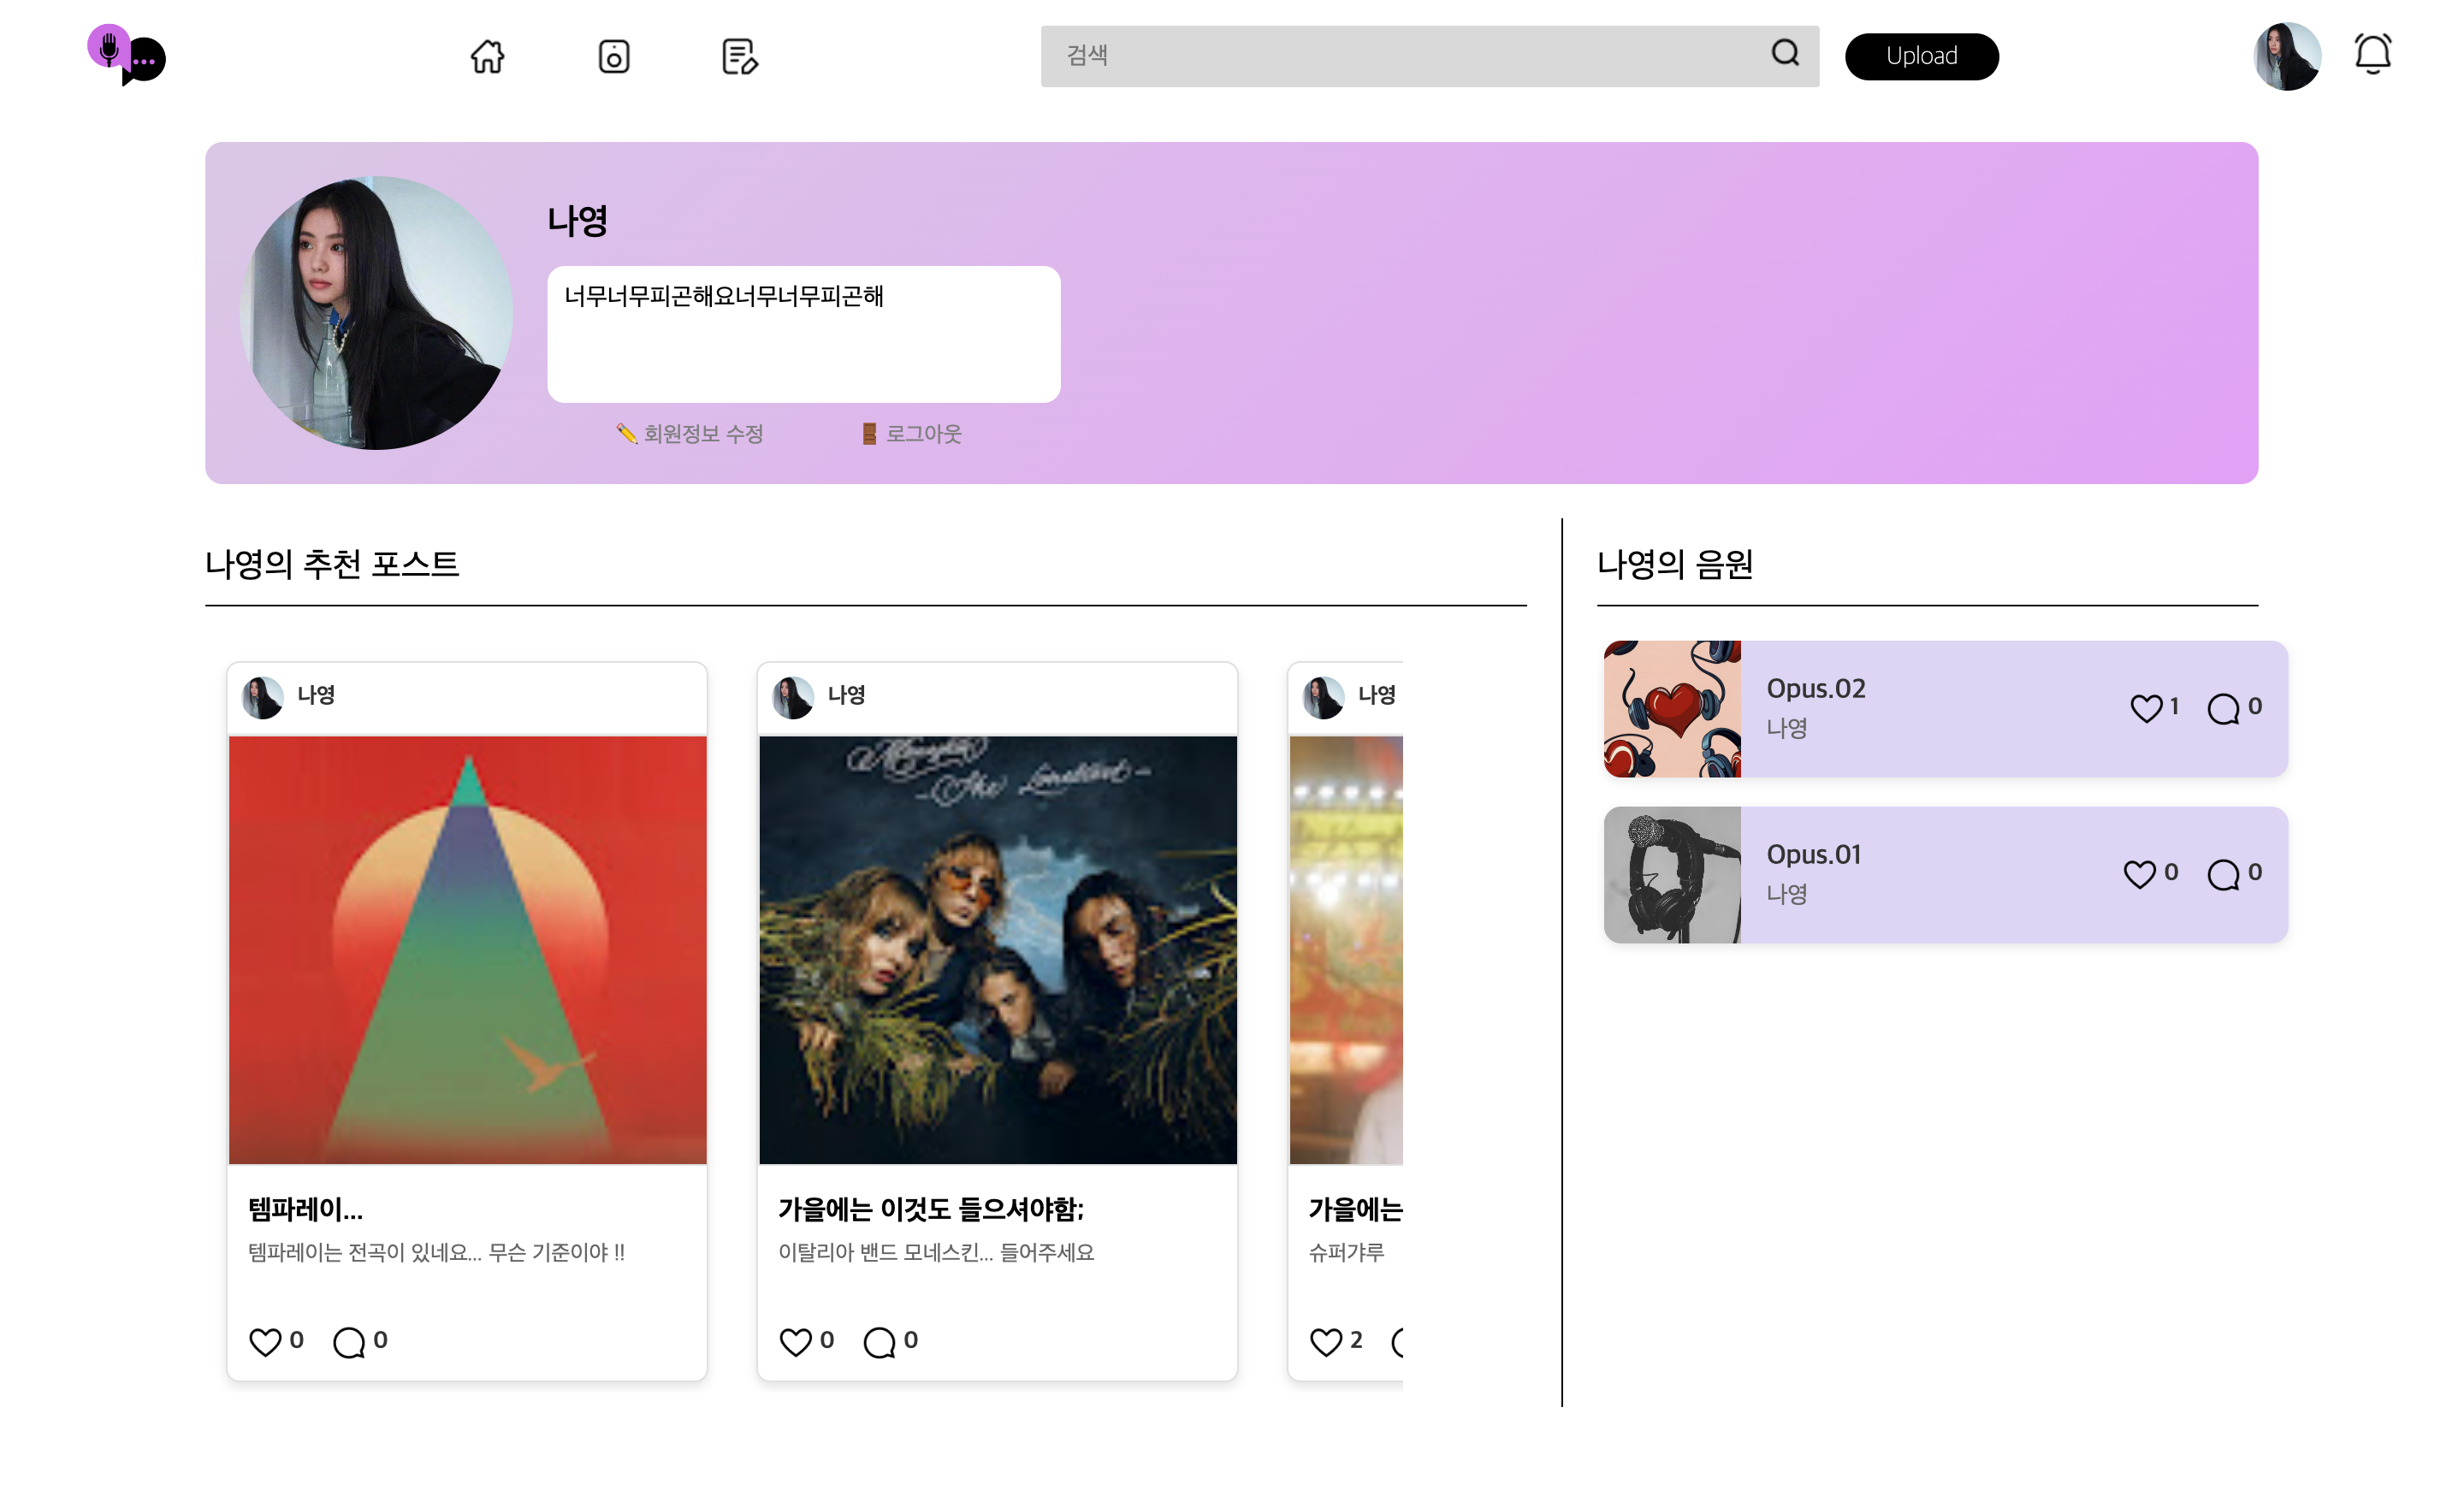 검색
Upload
나영
너무너무피곤해요너무너무피곤해
✏️ 회원정보 수정
🚪 로그아웃
나영의 추천 포스트
나영의 음원
나영
나영
나영
The Loneliest
템파레이...
템파레이는 전곡이 있네요... 무슨 기준이야 !!
0 0
가을에는 이것도 들으셔야함;
이탈리아 밴드 모네스킨... 들어주세요
0 0
가을에는
슈퍼갸루
2
Opus.02
나영
1 0
Opus.01
나영
0 0